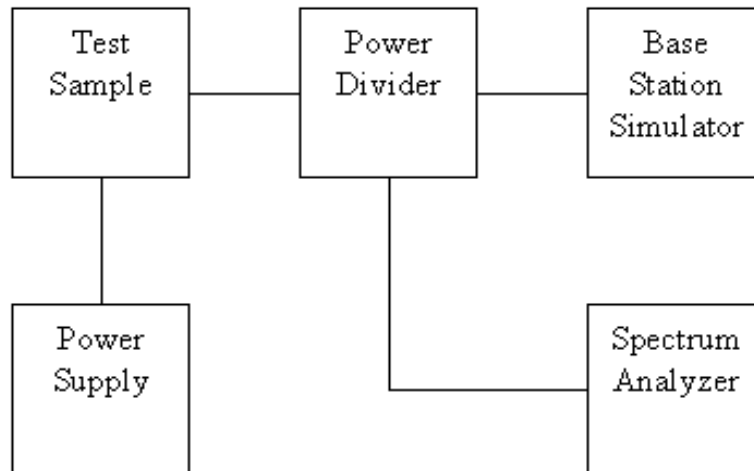 Test
Sample
Power
Divider
Base
Station
Simulator
Power
Supply
Spectrum
Analyzer